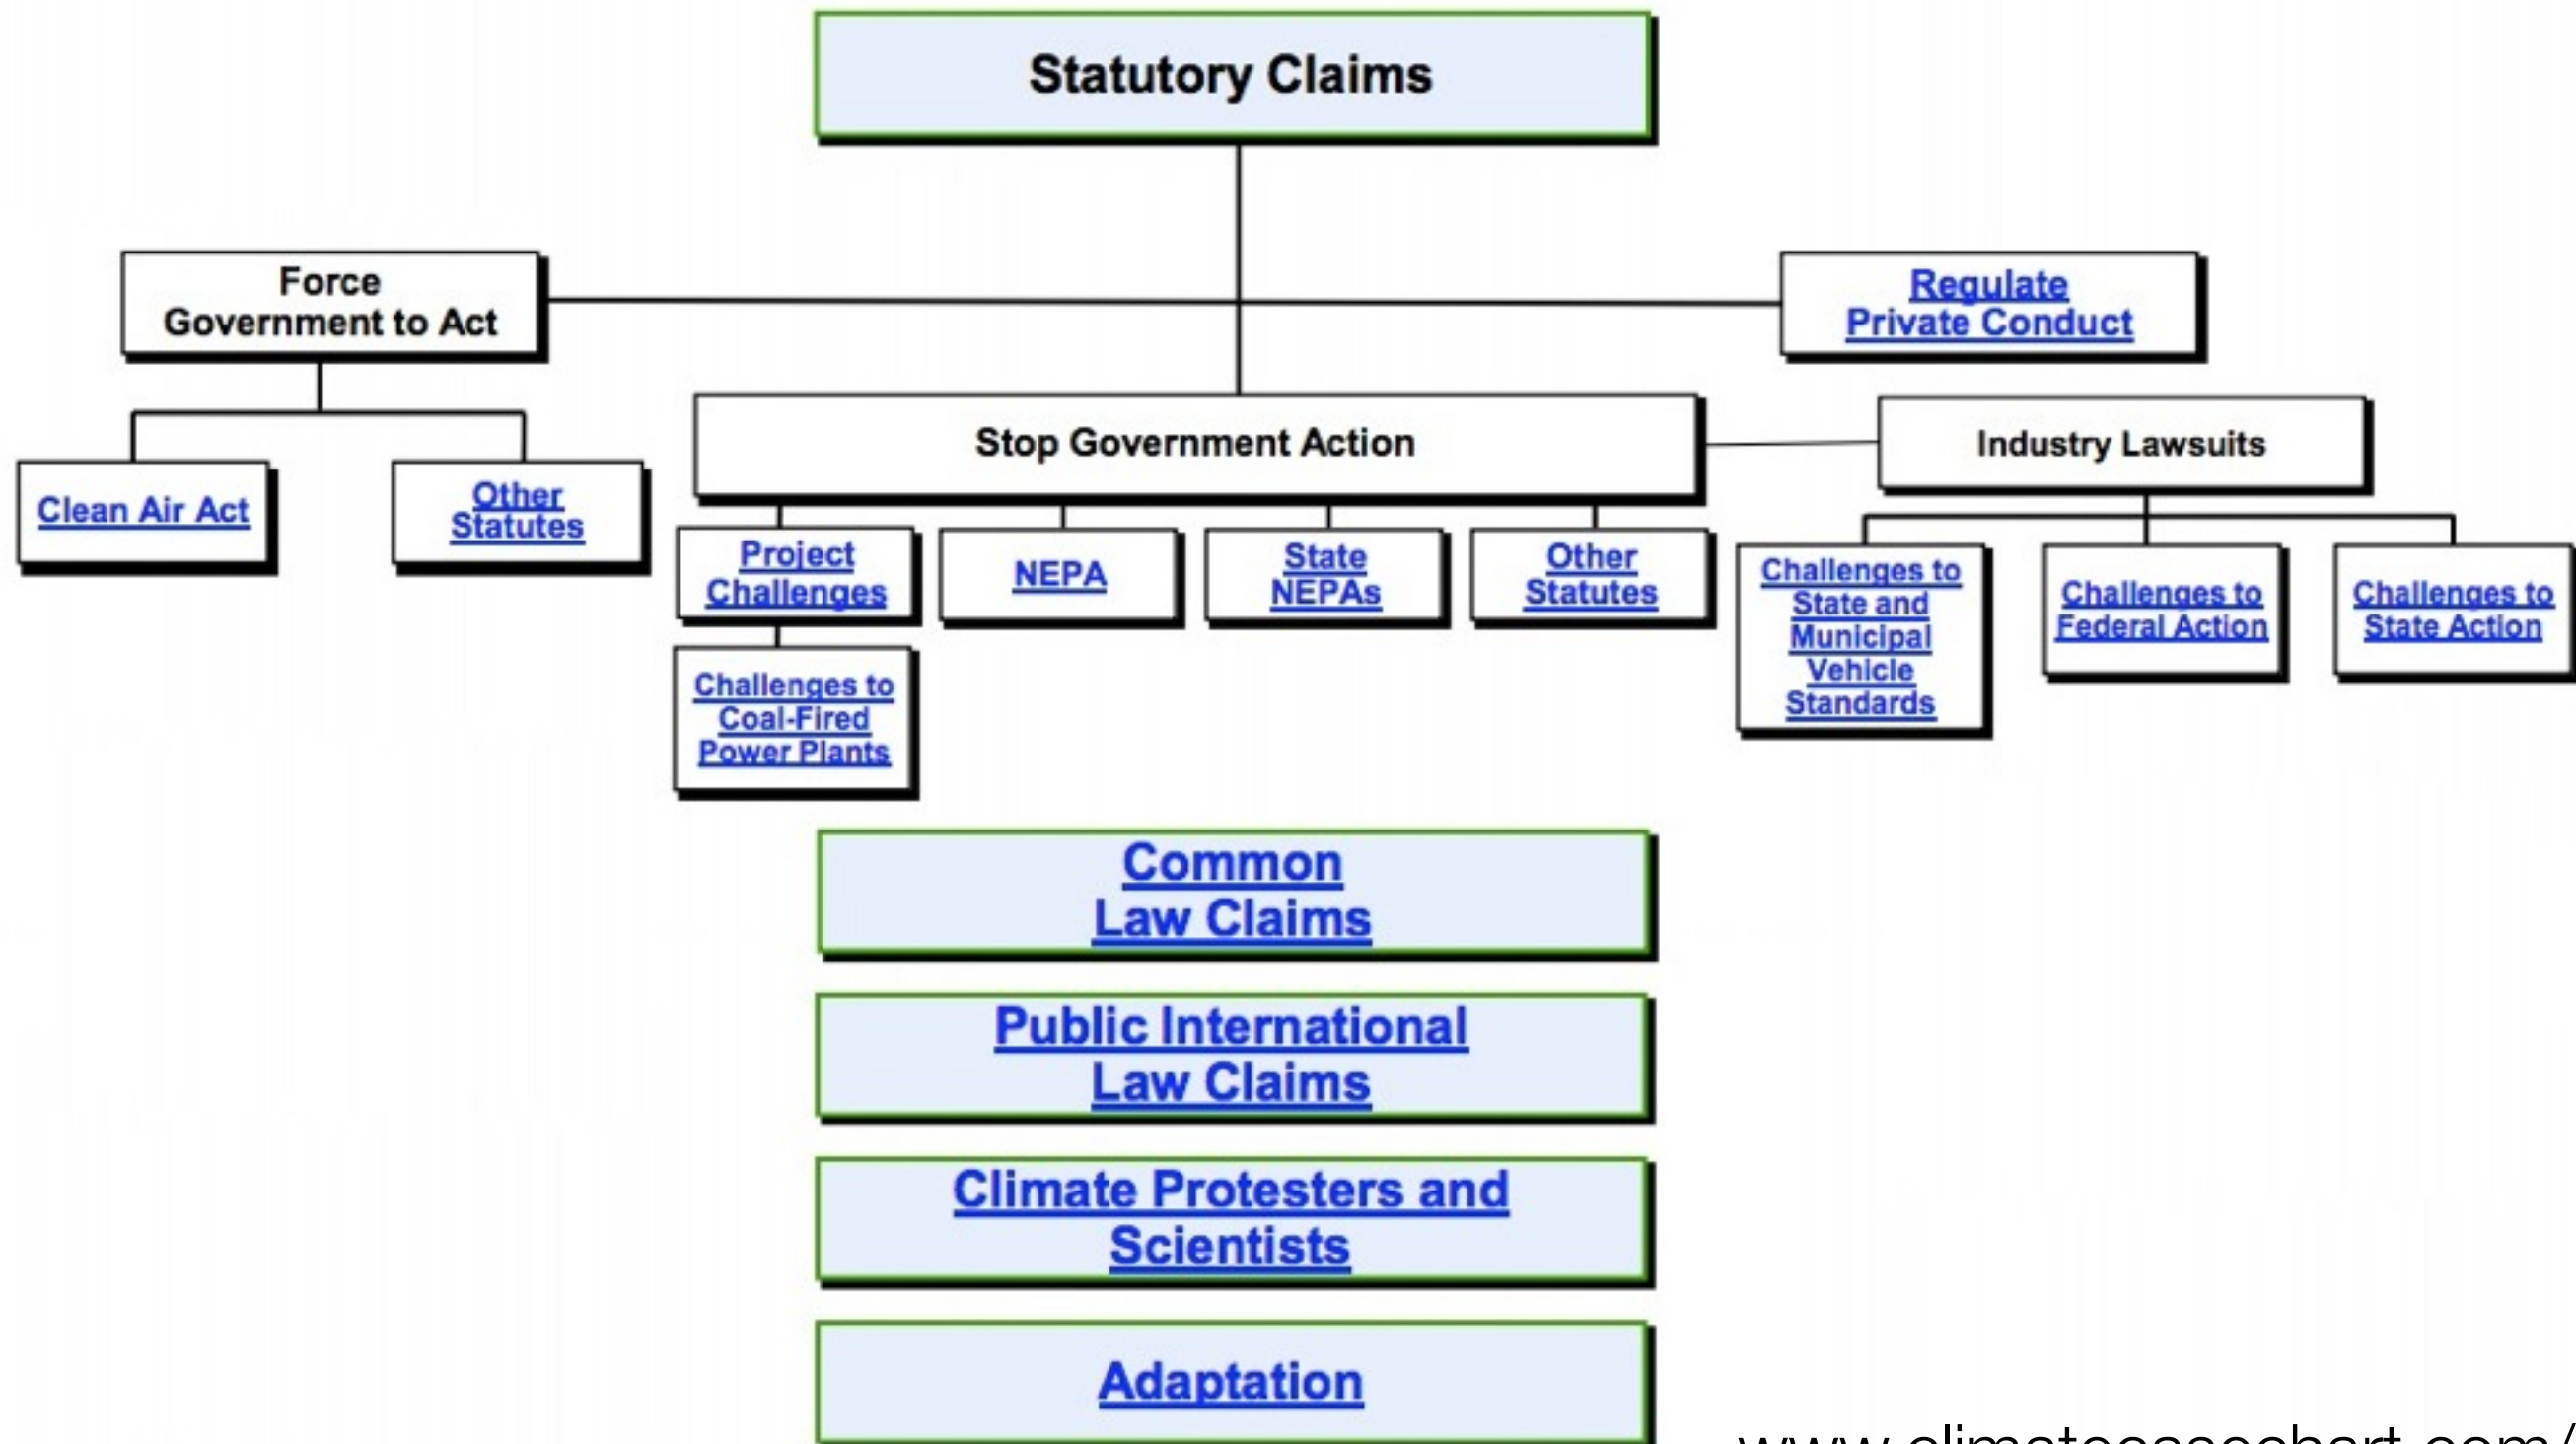 Statutory Claims
Force
Government to Act
Regulate
Private Conduct
Clean Air Act
Other
Statutes
Stop Government Action
Industry Lawsuits
Project
Challenges
NEPA
State
NEPAs
Other
Statutes
Challenges to
State and
Municipal
Vehicle
Standards
Challenges to
Federal Action
Challenges to
State Action
Challenges to
Coal-Fired
Power Plants
Common
Law Claims
Public International
Law Claims
Climate Protesters and
Scientists
Adaptation
www.climatecasechart.com/